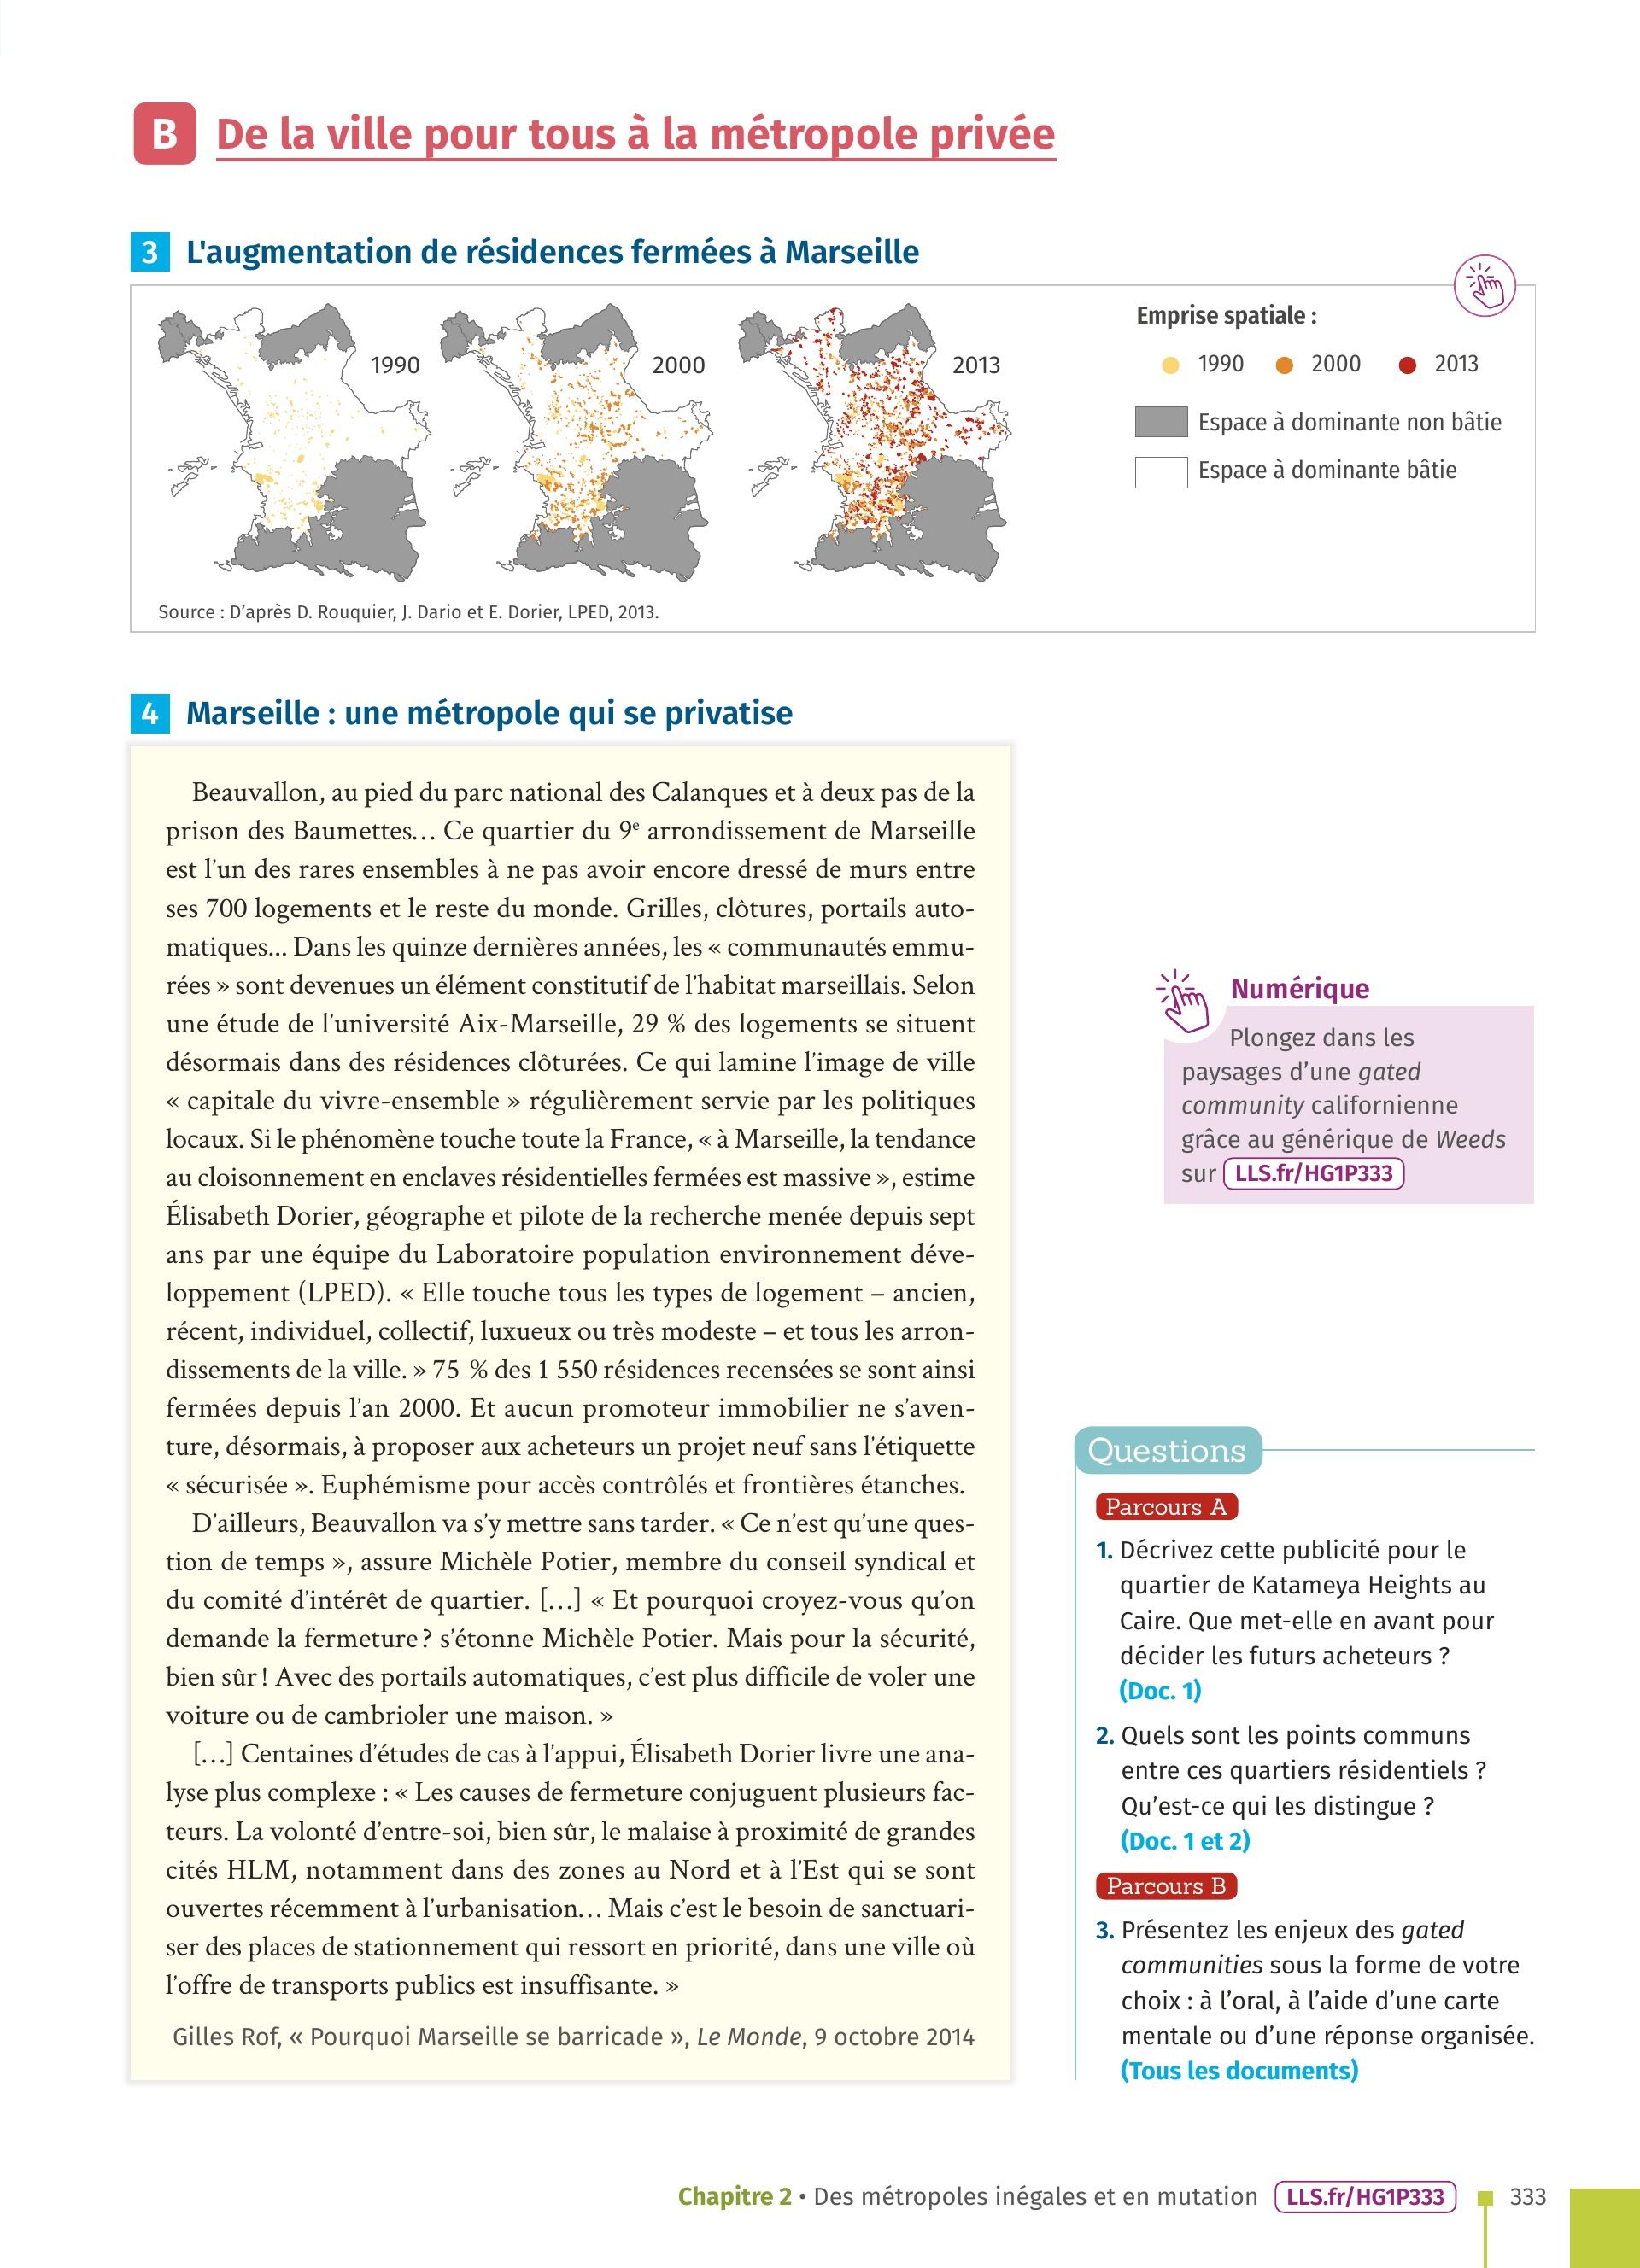 B De la ville pour tous à la métropole privée
3 L'augmentation de résidences fermées à Marseille
1990
2000
2013
Emprise spatiale :
1990 2000 2013
Espace à dominante non bâtie
Espace à dominante bâtie
Source : D’après D. Rouquier, J. Dario et E. Dorier, LPED, 2013.
4 Marseille : une métropole qui se privatise
Beauvallon, au pied du parc national des Calanques et à deux pas de la
prison des Baumettes… Ce quartier du 9e arrondissement de Marseille
est l’un des rares ensembles à ne pas avoir encore dressé de murs entre
ses 700 logements et le reste du monde. Grilles, clôtures, portails auto-
matiques... Dans les quinze dernières années, les « communautés emmu-
rées » sont devenues un élément constitutif de l’habitat marseillais. Selon
une étude de l’université Aix-Marseille, 29 % des logements se situent
désormais dans des résidences clôturées. Ce qui lamine l’image de ville
« capitale du vivre-ensemble » régulièrement servie par les politiques
locaux. Si le phénomène touche toute la France, « à Marseille, la tendance
au cloisonnement en enclaves résidentielles fermées est massive », estime
Élisabeth Dorier, géographe et pilote de la recherche menée depuis sept
ans par une équipe du Laboratoire population environnement déve-
loppement (LPED). « Elle touche tous les types de logement – ancien,
récent, individuel, collectif, luxueux ou très modeste – et tous les arron-
dissements de la ville. » 75 % des 1 550 résidences recensées se sont ainsi
fermées depuis l’an 2000. Et aucun promoteur immobilier ne s’aven-
ture, désormais, à proposer aux acheteurs un projet neuf sans l’étiquette
« sécurisée ». Euphémisme pour accès contrôlés et frontières étanches.
D’ailleurs, Beauvallon va s’y mettre sans tarder. « Ce n’est qu’une ques-
tion de temps », assure Michèle Potier, membre du conseil syndical et
du comité d’intérêt de quartier. […] « Et pourquoi croyez-vous qu’on
demande la fermeture ? s’étonne Michèle Potier. Mais pour la sécurité,
bien sûr ! Avec des portails automatiques, c’est plus difficile de voler une
voiture ou de cambrioler une maison. »
[…] Centaines d’études de cas à l’appui, Élisabeth Dorier livre une ana-
lyse plus complexe : « Les causes de fermeture conjuguent plusieurs fac-
teurs. La volonté d’entre-soi, bien sûr, le malaise à proximité de grandes
cités HLM, notamment dans des zones au Nord et à l’Est qui se sont
ouvertes récemment à l’urbanisation… Mais c’est le besoin de sanctuari-
ser des places de stationnement qui ressort en priorité, dans une ville où
l’offre de transports publics est insuffisante. »
Gilles Rof, « Pourquoi Marseille se barricade », Le Monde, 9 octobre 2014
Numérique
Plongez dans les
paysages d’une gated
community californienne
grâce au générique de Weeds
sur LLS.fr/HG1P333
Questions
Parcours A
1. Décrivez cette publicité pour le
quartier de Katameya Heights au
Caire. Que met-elle en avant pour
décider les futurs acheteurs ?
(Doc. 1)
2. Quels sont les points communs
entre ces quartiers résidentiels ?
Qu’est-ce qui les distingue ?
(Doc. 1 et 2)
Parcours B
3. Présentez les enjeux des gated
communities sous la forme de votre
choix : à l’oral, à l’aide d’une carte
mentale ou d’une réponse organisée.
(Tous les documents)
Chapitre 2 • Des métropoles inégales et en mutation LLS.fr/HG1P333 333